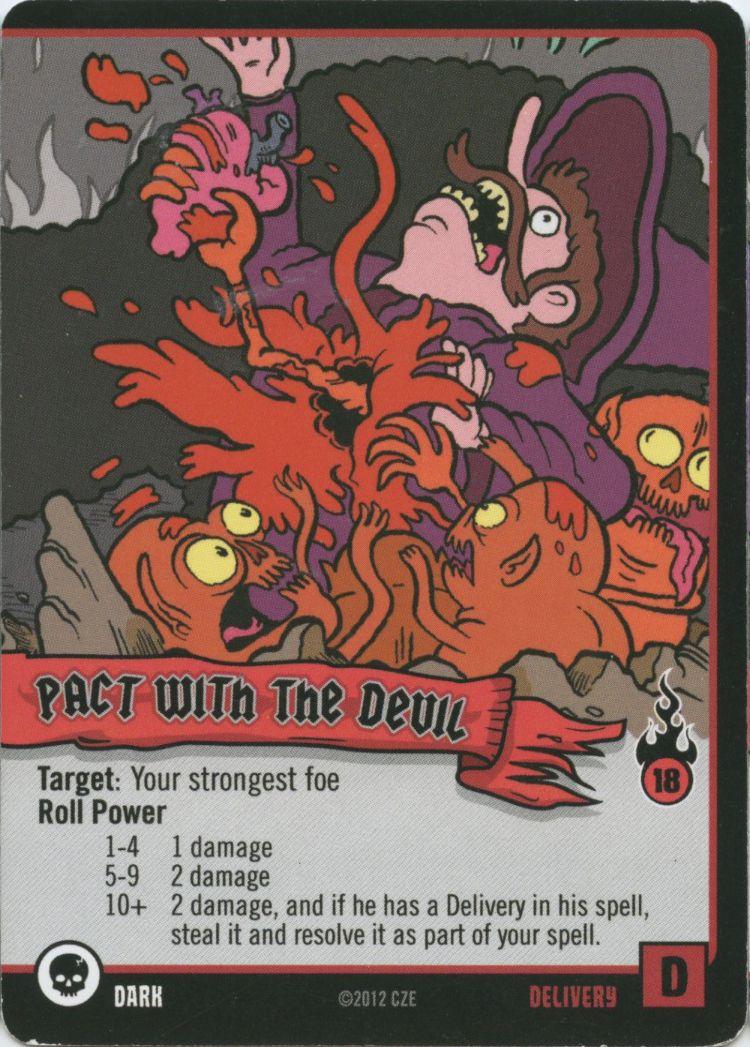 PACT WITH THE DEVIL
18
Target: Your strongest foe
Roll Power
1-4 1 damage
5-9 2 damage
10+ 2 damage, and if he has a Delivery in his spell,
steal it and resolve it as part of your spell.
DARK
©2012 CZE
DELIVERY
D